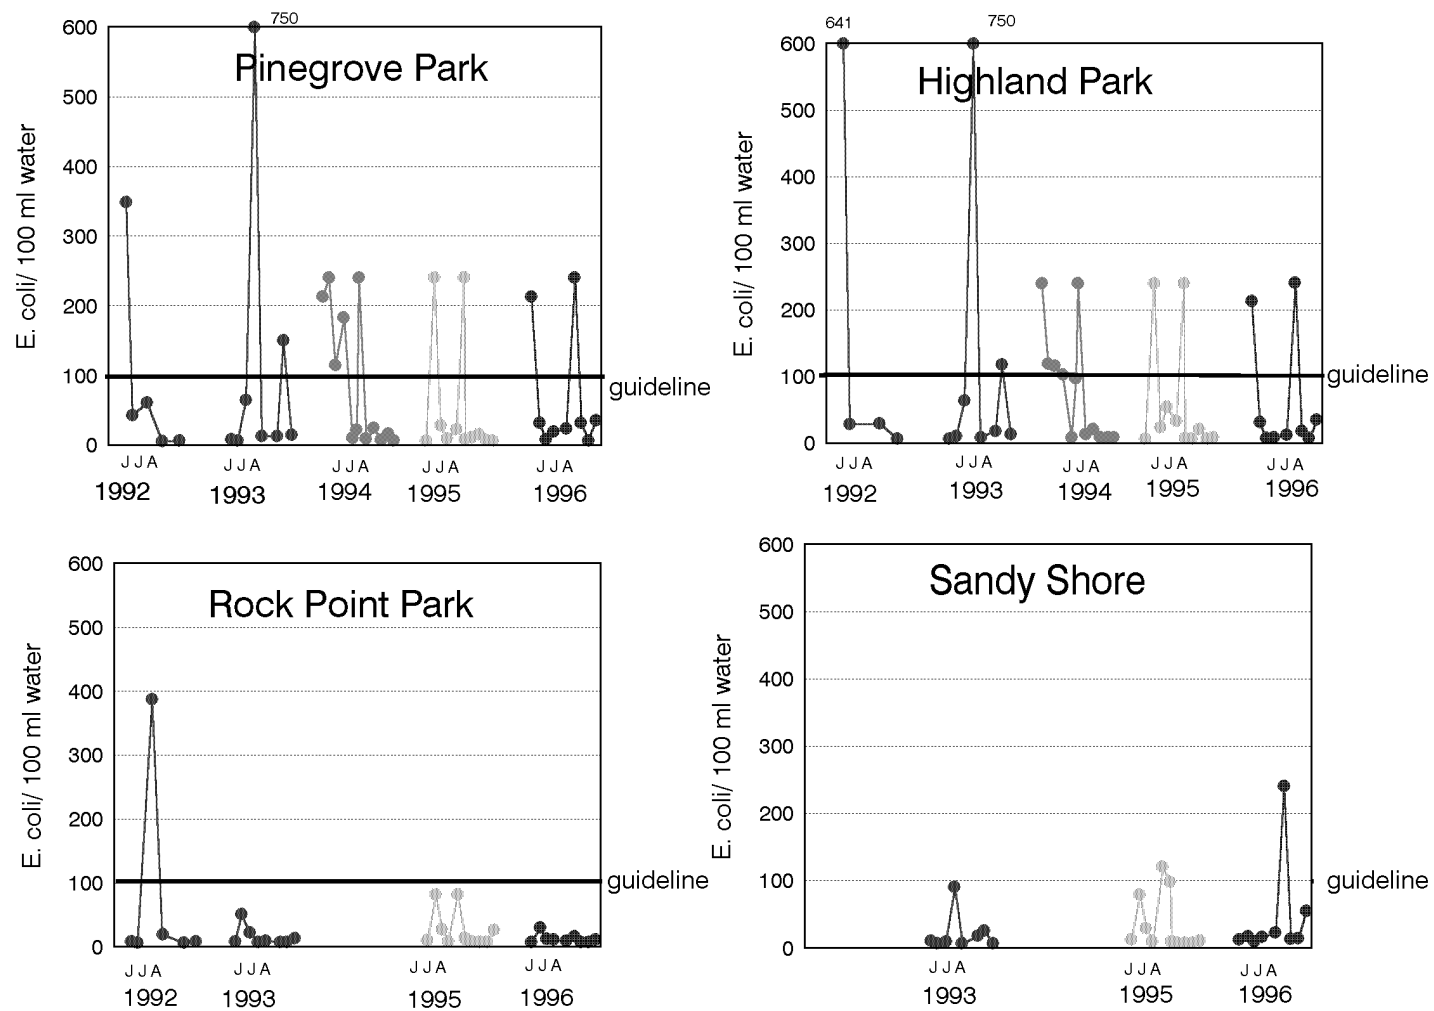 750
600
Pinegrove Park
500
400
300
200
100
0
E. coli/ 100 ml water
guideline
J J A
J J A
J J A
J J A
J J A
1992
1993
1994
1995
1996
641
750
600
Highland Park
500
400
300
200
100
0
E. coli/ 100 ml water
guideline
J J A
J J A
J J A
J J A
J J A
1992
1993
1994
1995
1996
600
Rock Point Park
500
400
300
200
100
0
E. coli/ 100 ml water
guideline
J J A
J J A
J J A
J J A
1992
1993
1995
1996
600
Sandy Shore
500
400
300
200
100
0
E. coli/ 100 ml water
guideline
J J A
J J A
J J A
1993
1995
1996